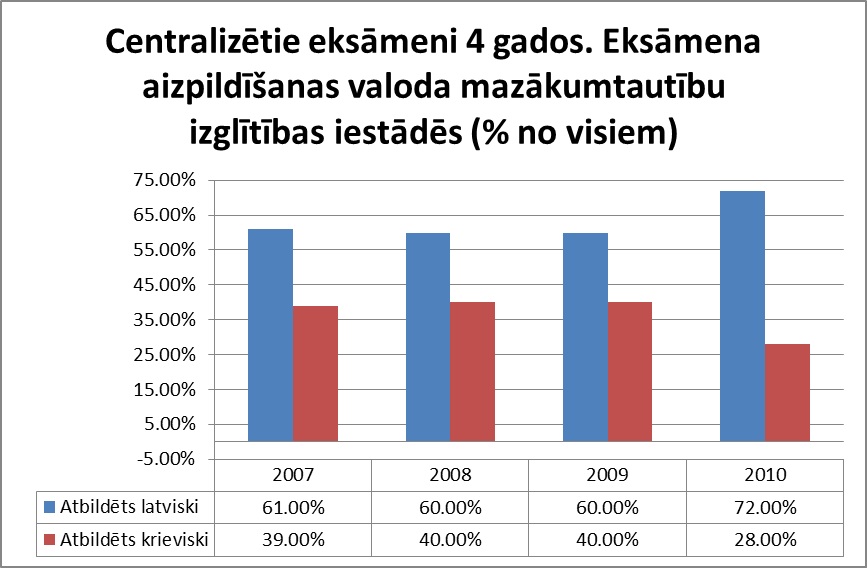 Centralizētie eksāmeni 4 gados. Eksāmena
aizpildīšanas valoda mazākumtautību
izglītības iestādēs (% no visiem)
75.00%
65.00%
55.00%
45.00%
35.00%
25.00%
15.00%
5.00%
-5.00%
2007 2008 2009 2010
Atbildēts latviski 61.00% 60.00% 60.00% 72.00%
Atbildēts krieviski 39.00% 40.00% 40.00% 28.00%